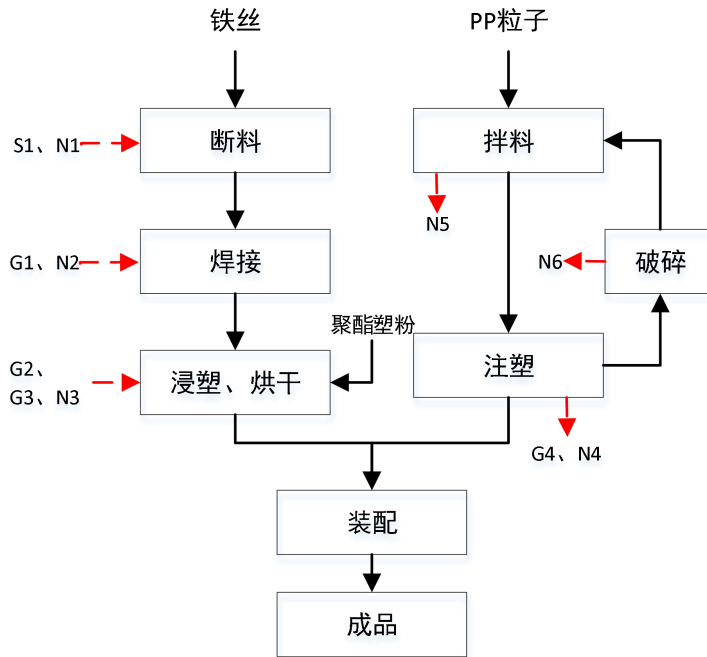 铁丝
PP粒子
S1、N1
断料
拌料
N5
G1、N2
焊接
N6
破碎
聚酯塑粉
G2、
G3、N3
浸塑、烘干
注塑
G4、N4
装配
成品